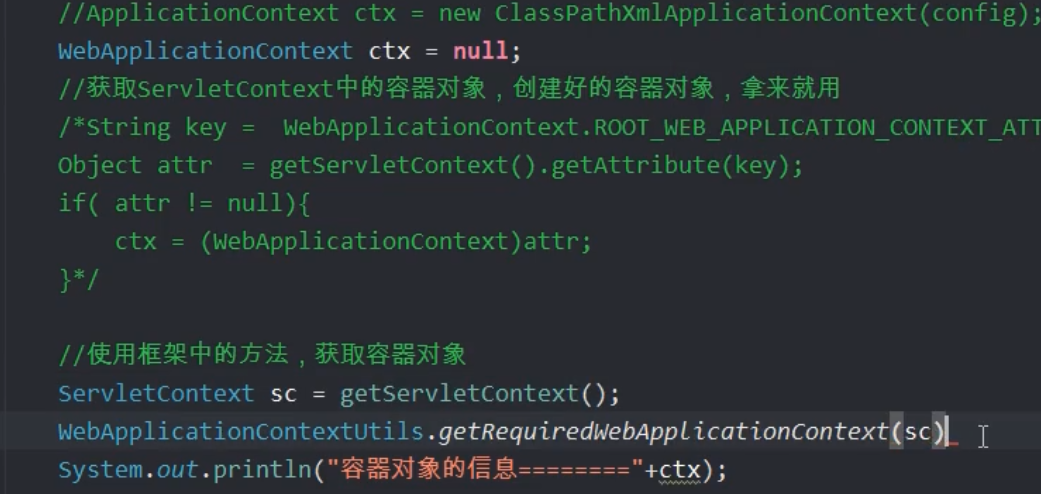 //ApplicationContext ctx = new ClassPathXmlApplicationContext(config);
WebApplicationContext ctx = null;
//获取ServletContext中的容器对象，创建好的容器对象，拿来就用
/*String key =  WebApplicationContext.ROOT_WEB_APPLICATION_CONTEXT_ATT
Object attr  = getServletContext().getAttribute(key);
if( attr != null){
    ctx = (WebApplicationContext)attr;
}*/
//使用框架中的方法，获取容器对象
ServletContext sc = getServletContext();
WebApplicationContextUtils.getRequiredWebApplicationContext(sc)
System.out.println("容器对象的信息========"+ctx);